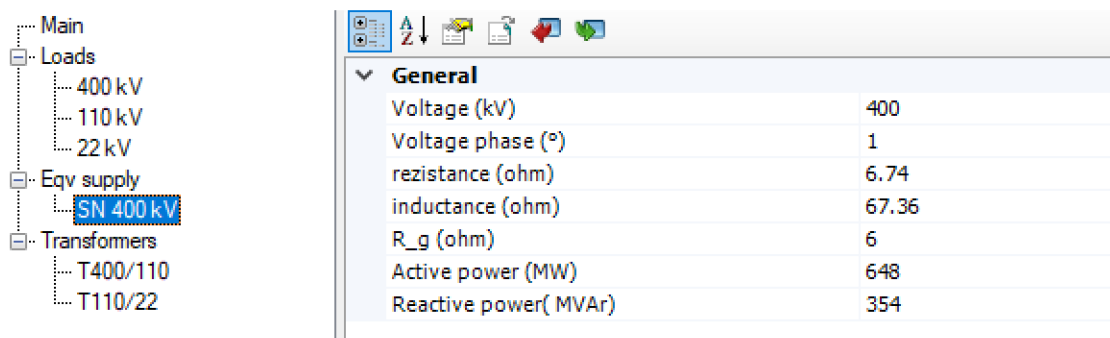 Main
Loads
400 kV
110 kV
22 kV
Eqv supply
SN 400 kV
Transformers
T400/110
T110/22
General
Voltage (kV) 400
Voltage phase (º) 1
rezistance (ohm) 6.74
inductance (ohm) 67.36
R_g (ohm) 6
Active power (MW) 648
Reactive power( MVAr) 354